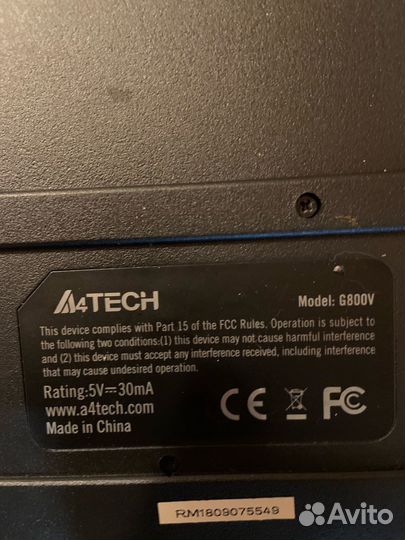 A4TECH Model: G800V
This device complies with Part 15 of the FCC Rules. Operation is subject to
the following two conditions:(1) this device may not cause harmful interference
and (2) this device must accept any interference received, including interference
that may cause undesired operation.
Rating:5V⎓30mA
www.a4tech.com
Made in China
CE FC
RM1809075549
Avito